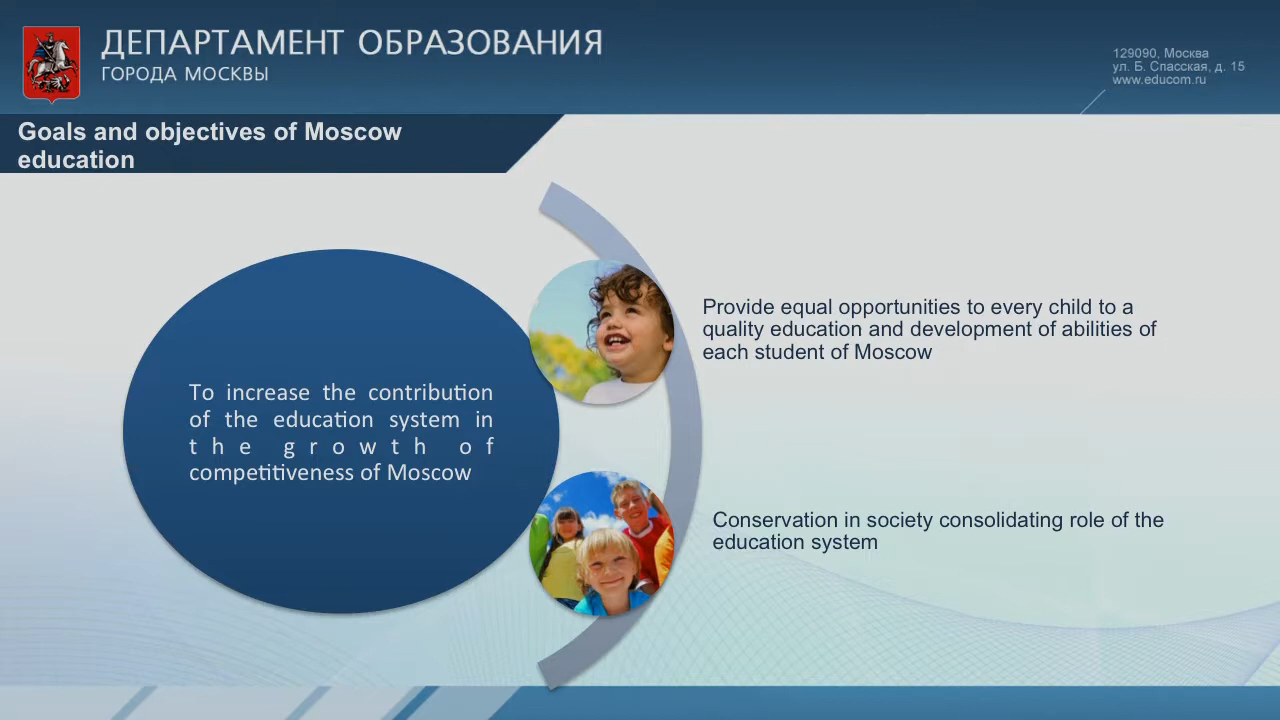 ДЕПАРТАМЕНТ ОБРАЗОВАНИЯ
ГОРОДА МОСКВЫ
129090, Москва
ул. Б. Спасская, д. 15
www.educom.ru
Goals and objectives of Moscow
education
To increase the contribution
of the education system in
the growth of
competitiveness of Moscow
Provide equal opportunities to every child to a
quality education and development of abilities of
each student of Moscow
Conservation in society consolidating role of the
education system